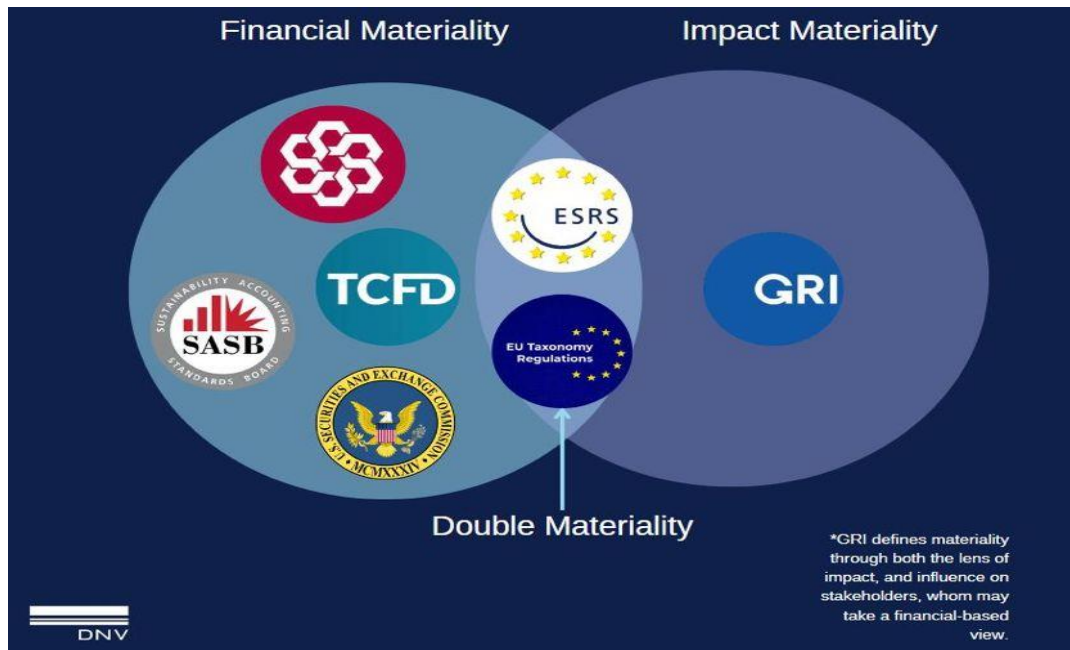 Financial Materiality
Impact Materiality
ESRS
TCFD
GRI
SUSTAINABILITY ACCOUNTING
SASB
STANDARDS BOARD
EU Taxonomy
Regulations
U.S. SECURITIES AND EXCHANGE COMMISSION
MCMXXXIV
Double Materiality
*GRI defines materiality
through both the lens of
impact, and influence on
stakeholders, whom may
take a financial-based
view.
DNV